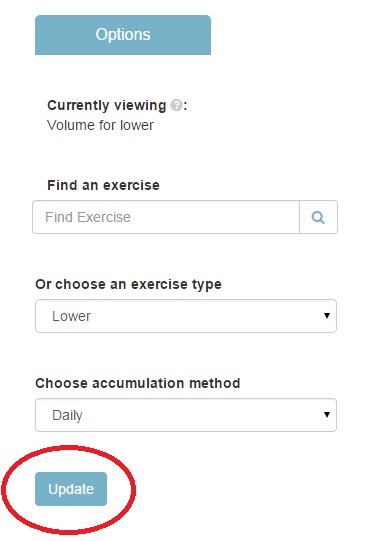 Options
Currently viewing ?:
Volume for lower
Find an exercise
Find Exercise
Or choose an exercise type
Lower
Choose accumulation method
Daily
Update